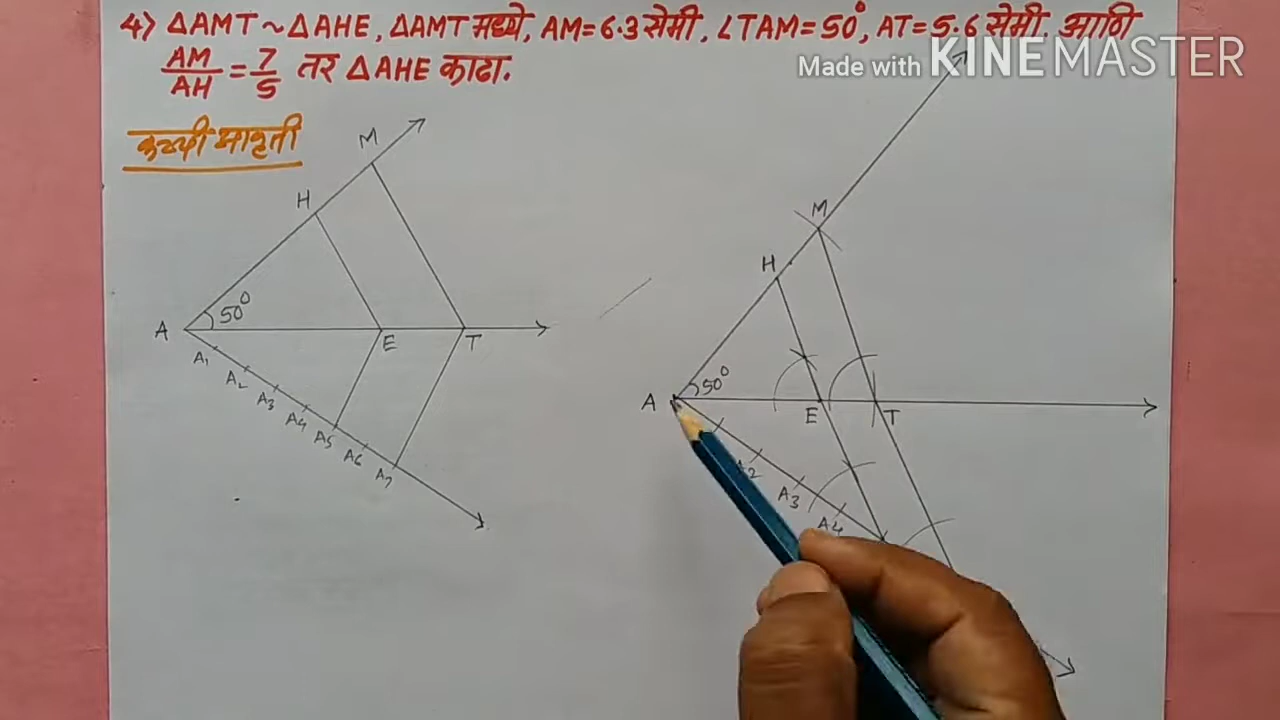 4) ΔAMT ~ ΔAHE, ΔAMT मध्ये, AM = 6.3 सेमी, ∠TAM = 50°, AT = 5.6 सेमी. आणि
AM/AH = 7/5 तर ΔAHE काढा.
Made with KINEMASTER
कच्ची आकृती
M
H
50°
A
E
T
A1
A2
A3
A4
A5
A6
A7
M
H
50°
A
E
T
A3
A4